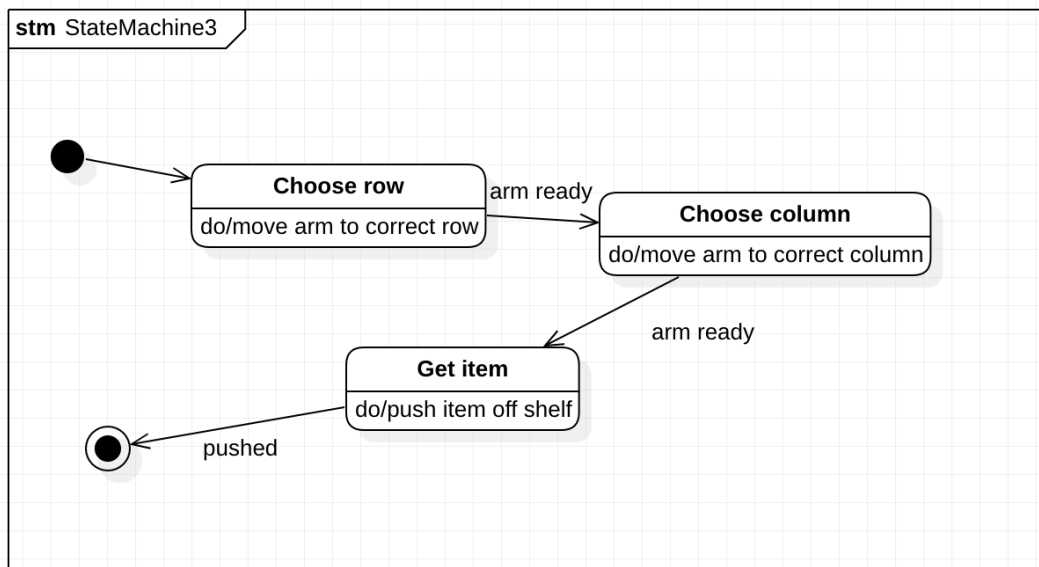 stm StateMachine3
Choose row
do/move arm to correct row
arm ready
Choose column
do/move arm to correct column
arm ready
Get item
do/push item off shelf
pushed